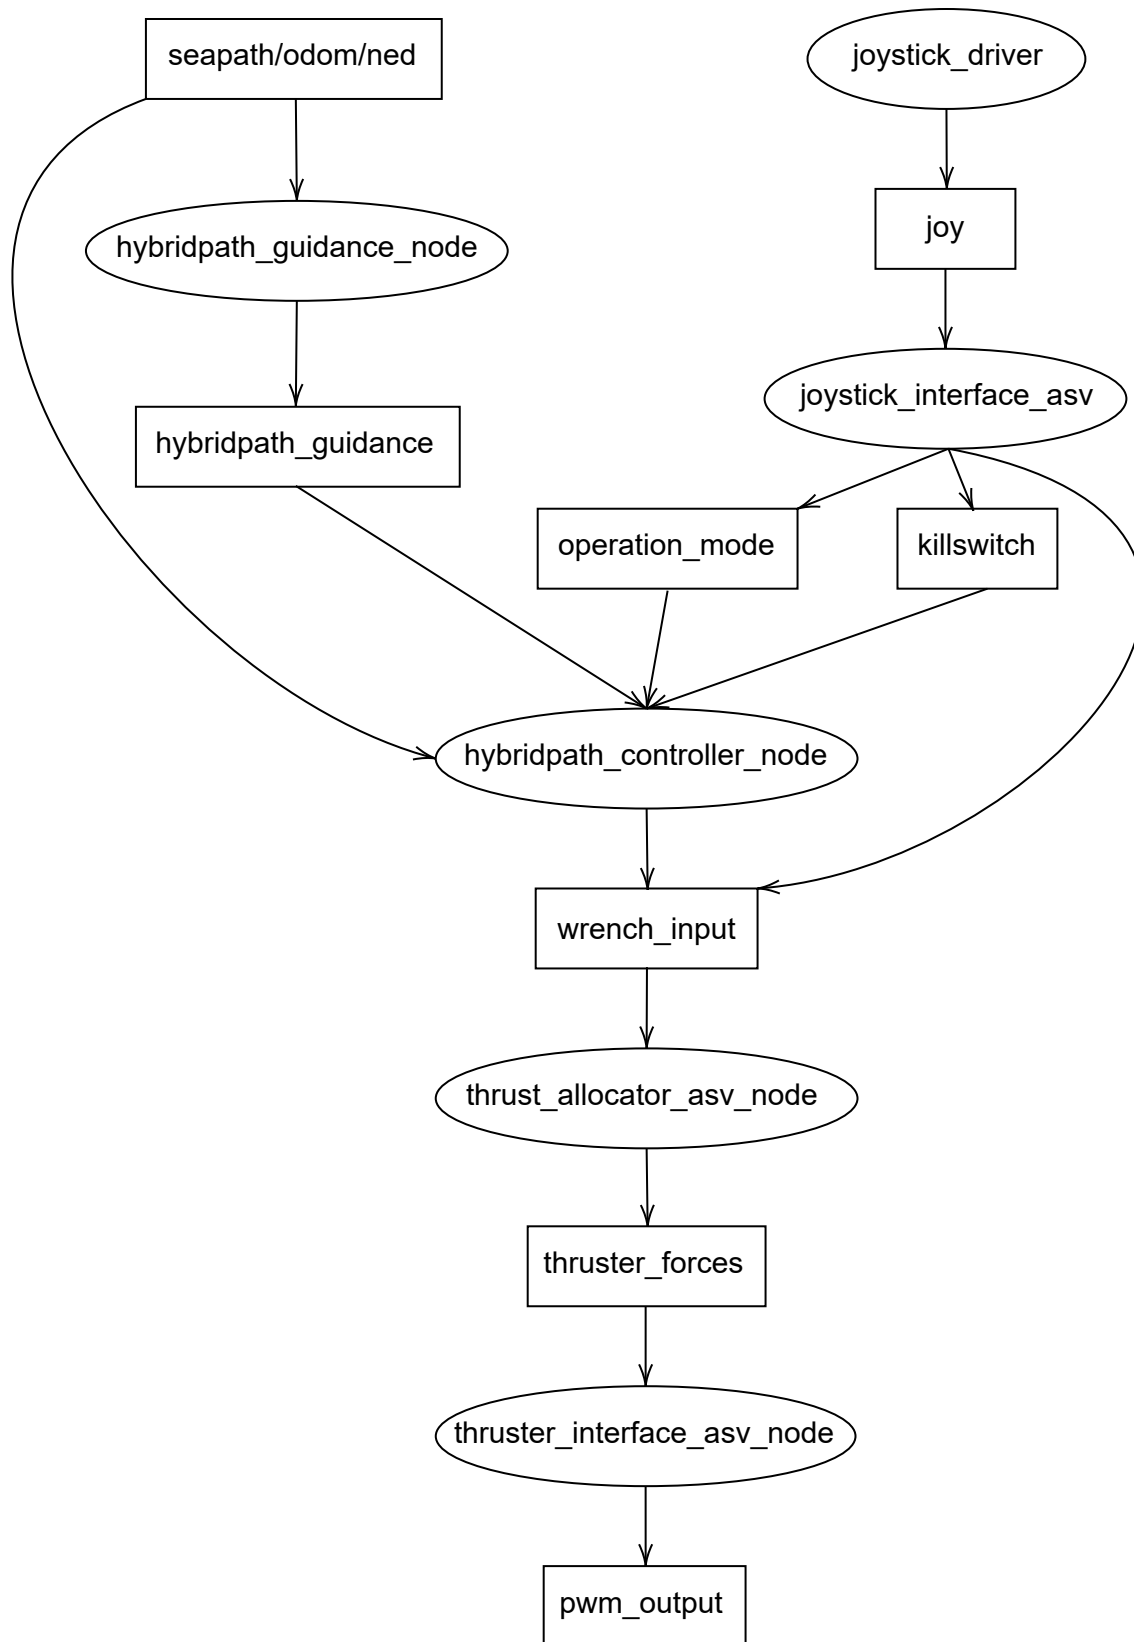 seapath/odom/ned
joystick_driver
joy
hybridpath_guidance_node
joystick_interface_asv
hybridpath_guidance
operation_mode
killswitch
hybridpath_controller_node
wrench_input
thrust_allocator_asv_node
thruster_forces
thruster_interface_asv_node
pwm_output